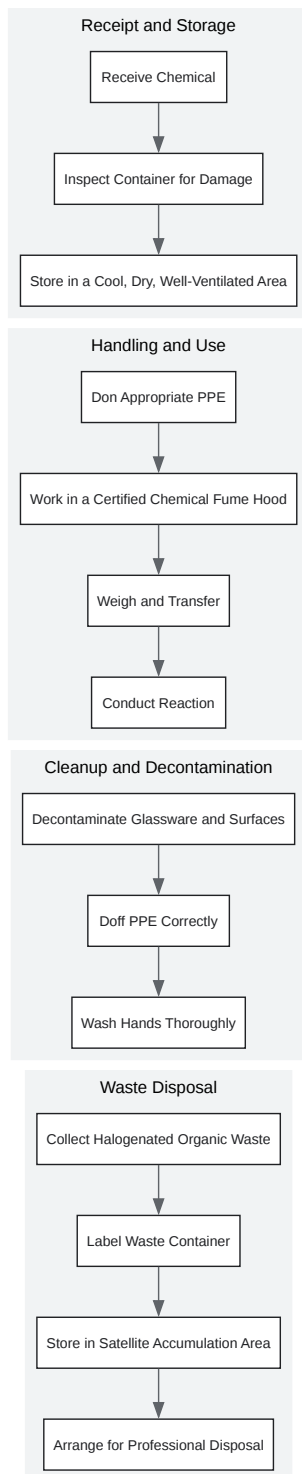 Receipt and Storage
Receive Chemical
Inspect Container for Damage
Store in a Cool, Dry, Well-Ventilated Area
Handling and Use
Don Appropriate PPE
Work in a Certified Chemical Fume Hood
Weigh and Transfer
Conduct Reaction
Cleanup and Decontamination
Decontaminate Glassware and Surfaces
Doff PPE Correctly
Wash Hands Thoroughly
Waste Disposal
Collect Halogenated Organic Waste
Label Waste Container
Store in Satellite Accumulation Area
Arrange for Professional Disposal